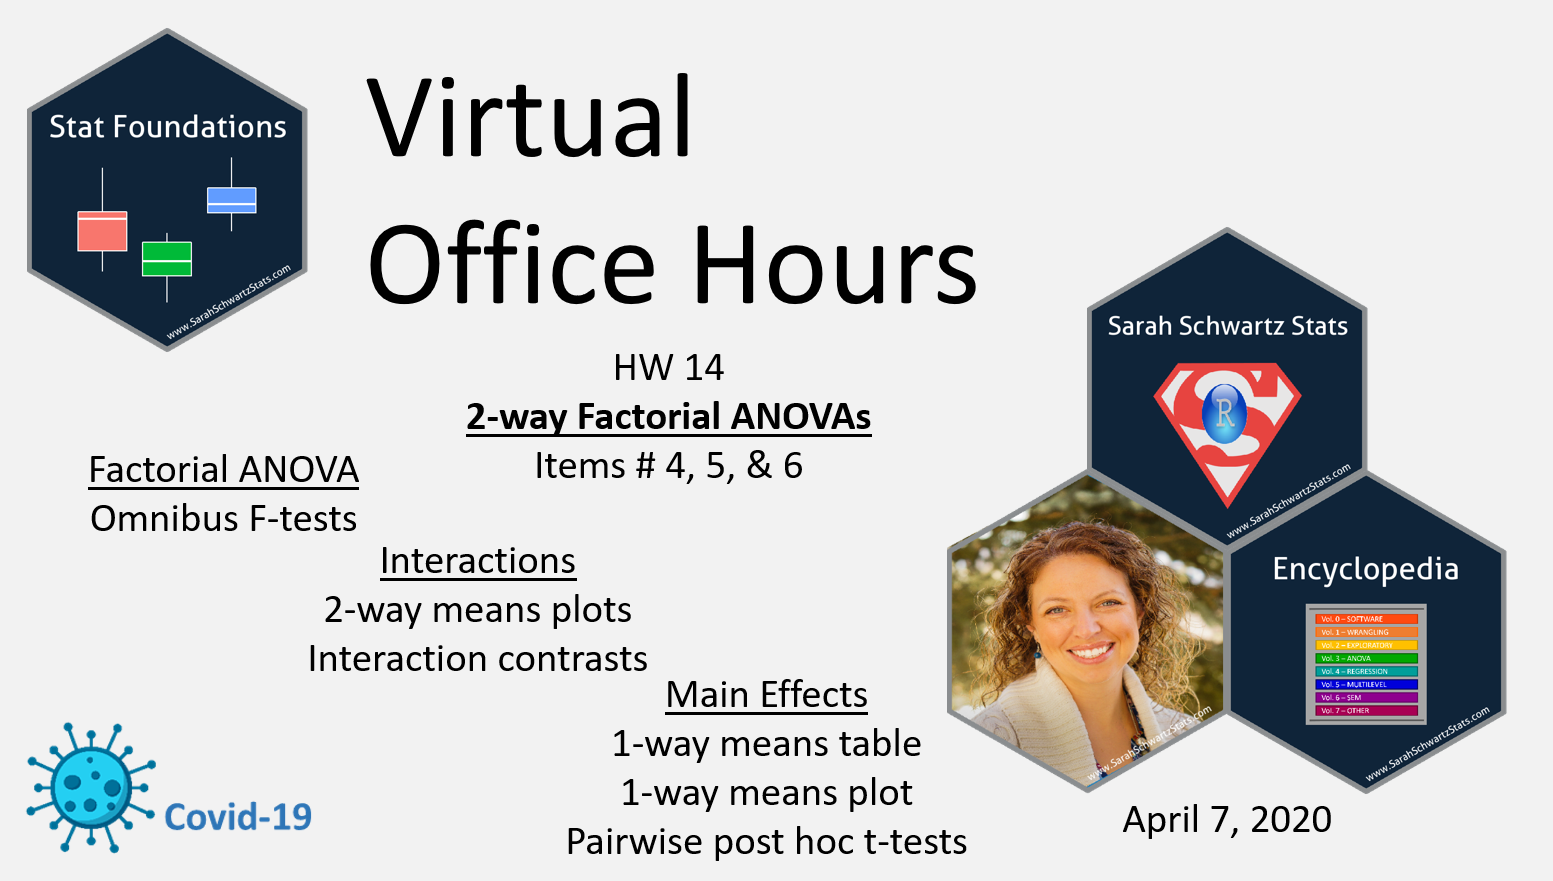 Stat Foundations
www.SarahSchwartzStats.com
Virtual
Office Hours
HW 14
2-way Factorial ANOVAs
Items # 4, 5, & 6
Factorial ANOVA
Omnibus F-tests
Interactions
2-way means plots
Interaction contrasts
Main Effects
1-way means table
1-way means plot
Pairwise post hoc t-tests
Covid-19
Sarah Schwartz Stats
S
R
www.SarahSchwartzStats.com
www.SarahSchwartzStats.com
Encyclopedia
Vol. 0 – SOFTWARE
Vol. 1 – WRANGLING
Vol. 2 – EXPLORATORY
Vol. 3 – ANOVA
Vol. 4 – REGRESSION
Vol. 5 – MULTILEVEL
Vol. 6 – SEM
Vol. 7 – OTHER
www.SarahSchwartzStats.com
April 7, 2020